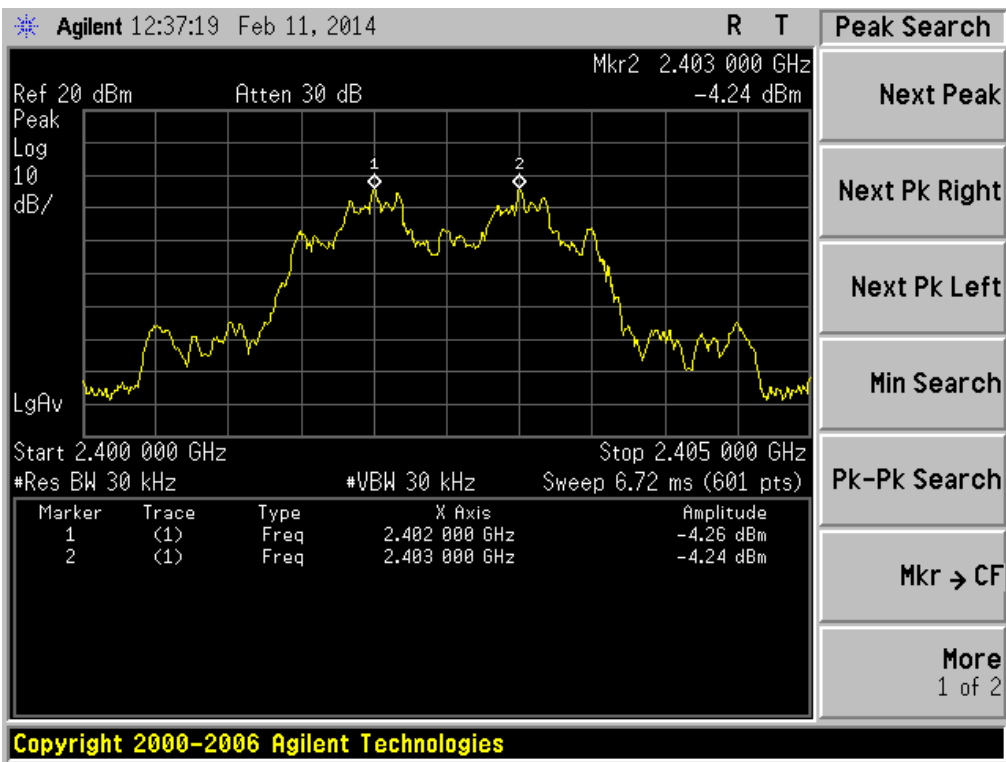 Agilent 12:37:19 Feb 11, 2014 R T
Peak Search
Mkr2 2.403 000 GHz
Ref 20 dBm Atten 30 dB -4.24 dBm
Peak
Log
10
dB/
1 2
LgAv
Start 2.400 000 GHz Stop 2.405 000 GHz
#Res BW 30 kHz #VBW 30 kHz Sweep 6.72 ms (601 pts)
Marker Trace Type X Axis Amplitude
1 (1) Freq 2.402 000 GHz -4.26 dBm
2 (1) Freq 2.403 000 GHz -4.24 dBm
Next Peak
Next Pk Right
Next Pk Left
Min Search
Pk-Pk Search
Mkr → CF
More
1 of 2
Copyright 2000-2006 Agilent Technologies